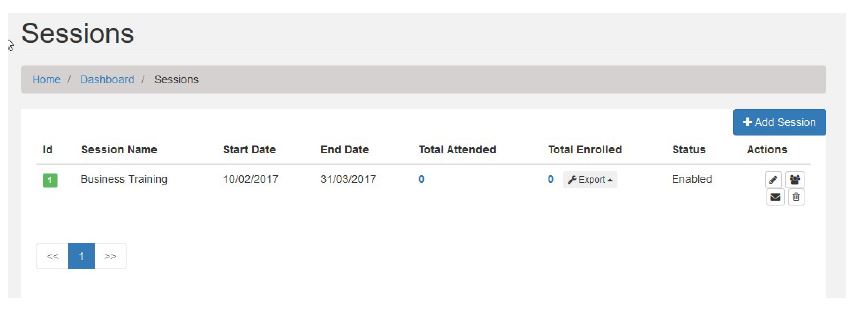 Sessions
Home / Dashboard / Sessions
+ Add Session
Id Session Name Start Date End Date Total Attended Total Enrolled Status Actions
1 Business Training 10/02/2017 31/03/2017 0 0 Export Enabled
<< 1 >>